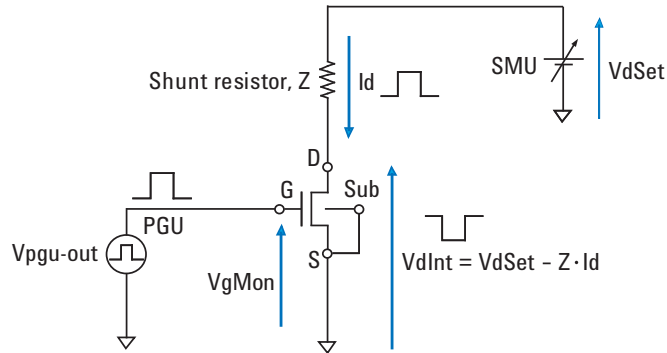 SMU
VdSet
Shunt resistor, Z
Id
D
G
Sub
PGU
Vpgu-out
S
VgMon
VdInt = VdSet - Z·Id